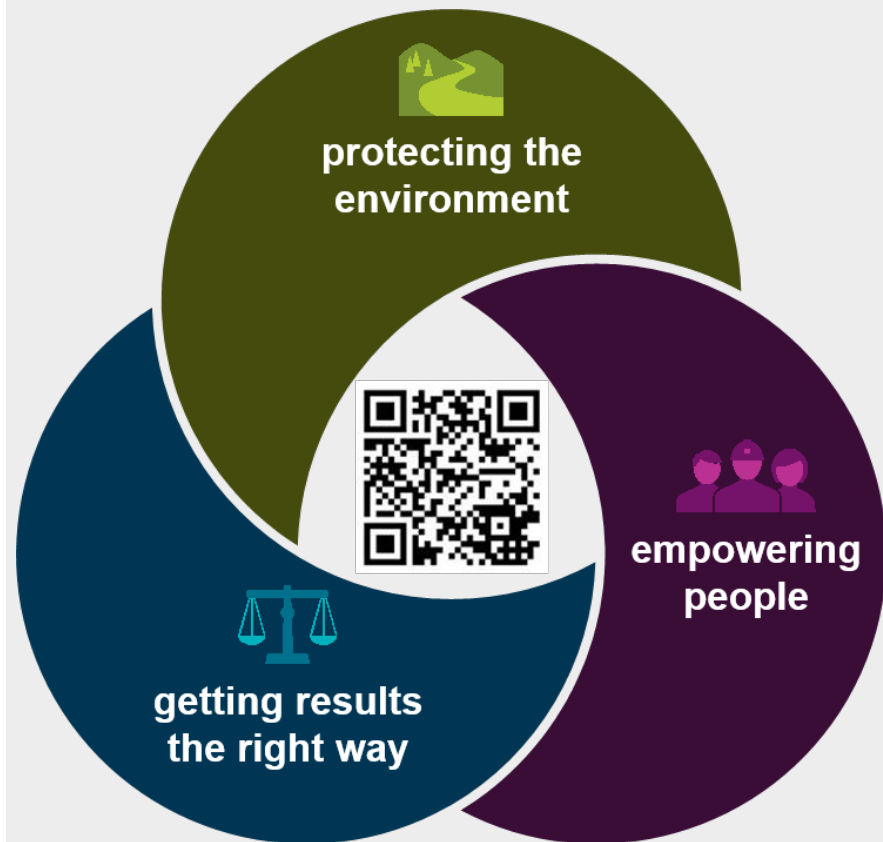 protecting the
environment
empowering
people
getting results
the right way